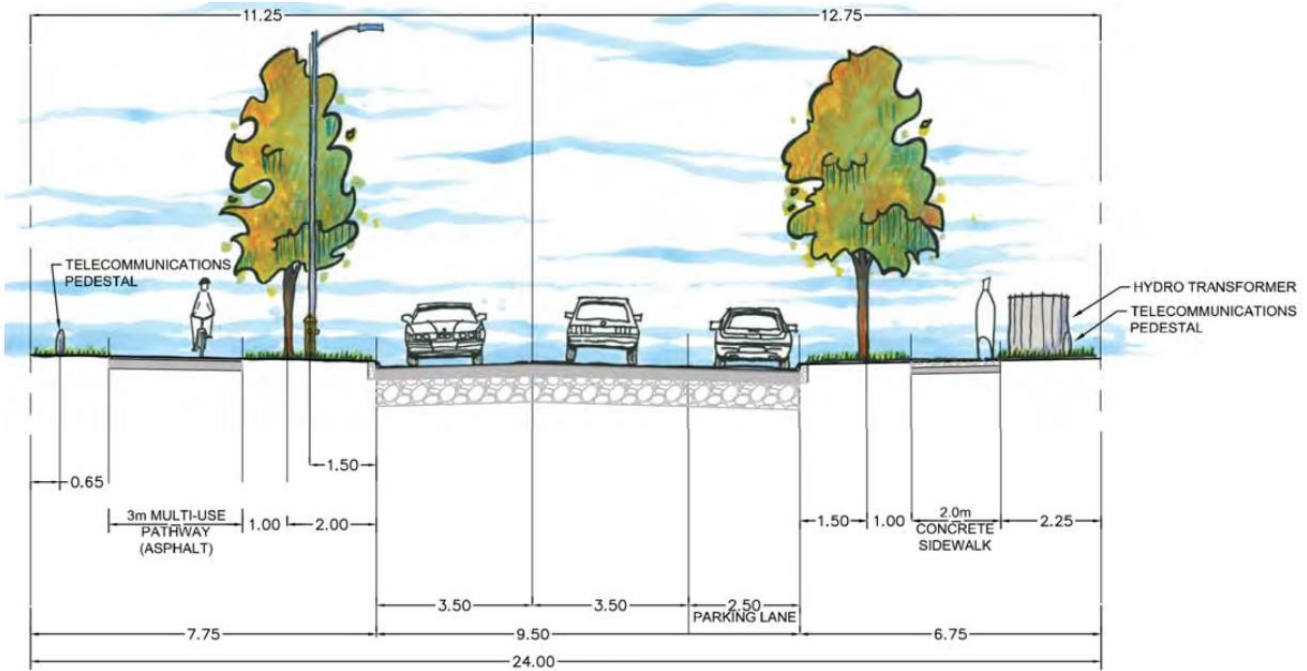 11.25
12.75
TELECOMMUNICATIONS
PEDESTAL
HYDRO TRANSFORMER
TELECOMMUNICATIONS
PEDESTAL
1.50
0.65
3m MULTI-USE
PATHWAY
(ASPHALT)
1.00
2.00
1.50
1.00
2.0m
CONCRETE
SIDEWALK
2.25
3.50
3.50
2.50
PARKING LANE
7.75
9.50
6.75
24.00